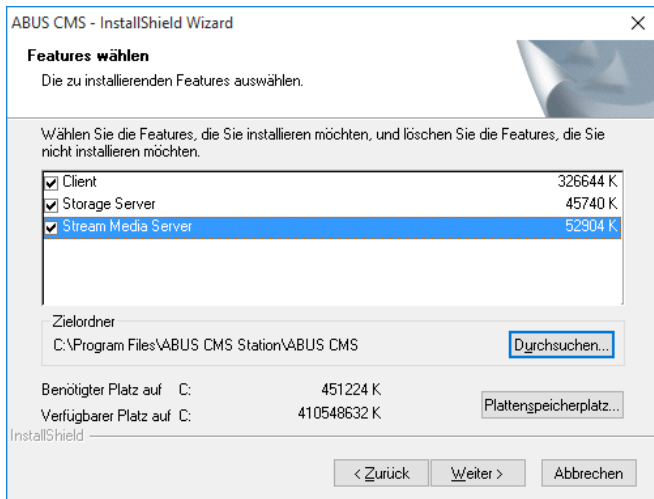 ABUS CMS - InstallShield Wizard
Features wählen
Die zu installierenden Features auswählen.
Wählen Sie die Features, die Sie installieren möchten, und löschen Sie die Features, die Sie
nicht installieren möchten.
Client 326644 K
Storage Server 45740 K
Stream Media Server 52904 K
Zielordner
C:\Program Files\ABUS CMS Station\ABUS CMS Durchsuchen...
Benötigter Platz auf C: 451224 K
Verfügbarer Platz auf C: 410548632 K
Plattenspeicherplatz...
InstallShield
< Zurück Weiter > Abbrechen